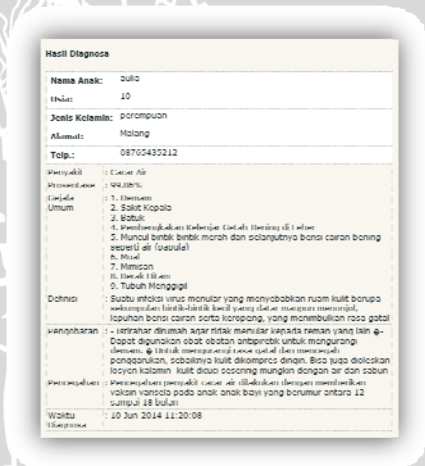 Hasil Diagnosa
Nama Anak: aulia
Usia: 10
Jenis Kelamin: perempuan
Alamat: Malang
Telp.: 08765435212
Penyakit : Cacar Air
Prosentase : 99.86%
Gejala Umum : 1. Demam
2. Sakit Kepala
3. Batuk
4. Pembengkakan Kelenjar Getah Bening di Leher
5. Muncul bintik bintik merah dan selanjutnya berisi cairan bening
seperti air (papula)
6. Mual
7. Mimisan
8. Berak Hitam
9. Tubuh Menggigil
Definisi : Suatu infeksi virus menular yang menyebabkan ruam kulit berupa
sekumpulan bintik-bintik kecil yang datar maupun menonjol,
lepuhan berisi cairan serta keropeng, yang menimbulkan rasa gatal
Pengobatan : - Istirahat dirumah agar tidak menular kepada teman yang lain �-
Dapat digunakan obat obatan antipiretik untuk mengurangi
demam. � Untuk mengurangi rasa gatal dan mencegah
penggarukan, sebaiknya kulit dikompres dingin. Bisa juga dioleskan
losyen kalamin kulit dicuci sesering mungkin dengan air dan sabun
Pencegahan : Pencegahan penyakit cacar air dilakukan dengan memberikan
vaksin varisela pada anak anak bayi yang berumur antara 12
sampai 18 bulan
Waktu Diagnosa : 10 Jun 2014 11:20:08